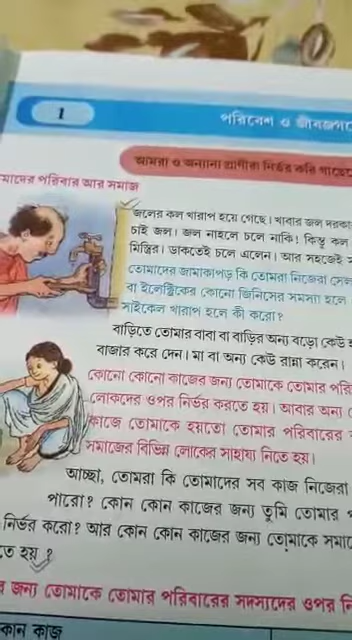 1
পরিবেশ ও জীবজগতে
আমরা ও অন্যান্য প্রাণীরা নির্ভর করি গাছের
মাদের পরিবার আর সমাজ
জলের কল খারাপ হয়ে গেছে। খাবার জল দরকা
চাই জল। জল নাহলে চলে নাকি! কিন্তু কল
মিস্ত্রির। ডাকতেই চলে এলেন। আর সহজেই
তোমাদের জামাকাপড় কি তোমরা নিজেরা সেল
বা ইলেক্ট্রিকের কোনো জিনিসের সমস্যা হলে
সাইকেল খারাপ হলে কী করো?
বাড়িতে তোমার বাবা বা বাড়ির অন্য বড়ো কেউ
বাজার করে দেন। মা বা অন্য কেউ রান্না করেন।
কোনো কোনো কাজের জন্য তোমাকে তোমার পরি
লোকদের ওপর নির্ভর করতে হয়। আবার অন্য
কাজে তোমাকে হয়তো তোমার পরিবারের
সমাজের বিভিন্ন লোকের সাহায্য নিতে হয়।
আচ্ছা, তোমরা কি তোমাদের সব কাজ নিজেরা
পারো? কোন কোন কাজের জন্য তুমি তোমার
নির্ভর করো? আর কোন কোন কাজের জন্য তোমাকে সমা
তে হয় ?
র জন্য তোমাকে তোমার পরিবারের সদস্যদের ওপর নি
কোন কাজ